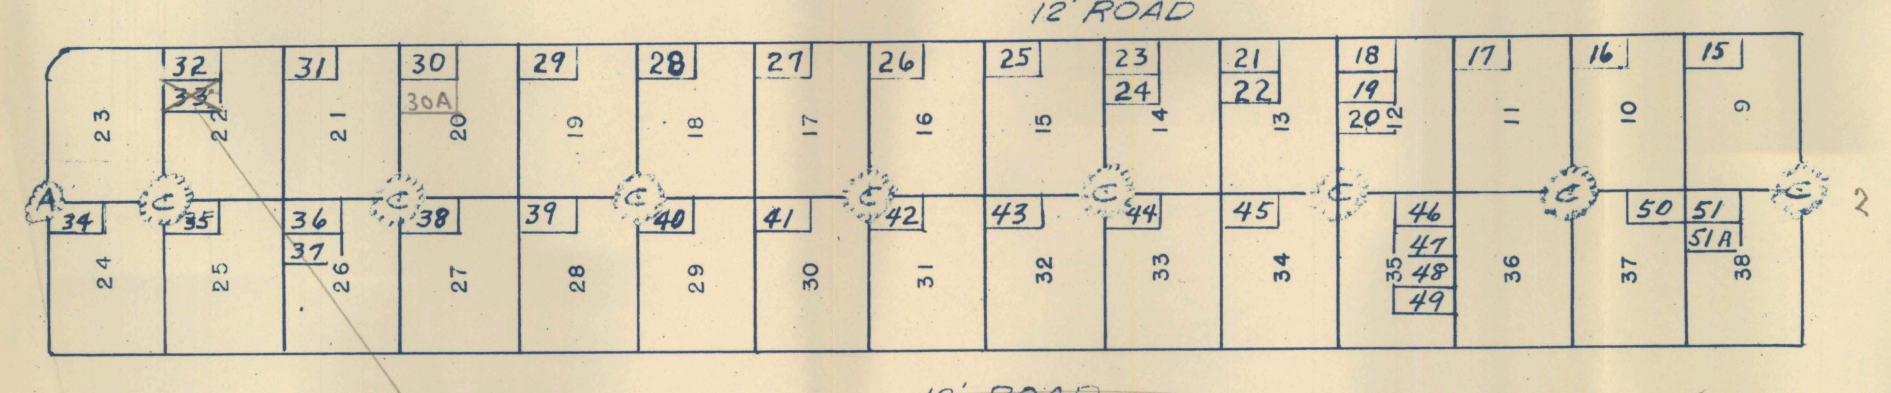 12' ROAD
32 31 30 29 28 27 26 25 23 21 18 17 16 15
33 30A 24 22 19
20
23 22 21 20 19 18 17 16 15 14 13 12 11 10 9
A C C C C C C C C 2
34 35 36 38 39 40 41 42 43 44 45 46 50 51
37 47 51A
48
49
24 25 26 27 28 29 30 31 32 33 34 35 36 37 38
12' ROAD